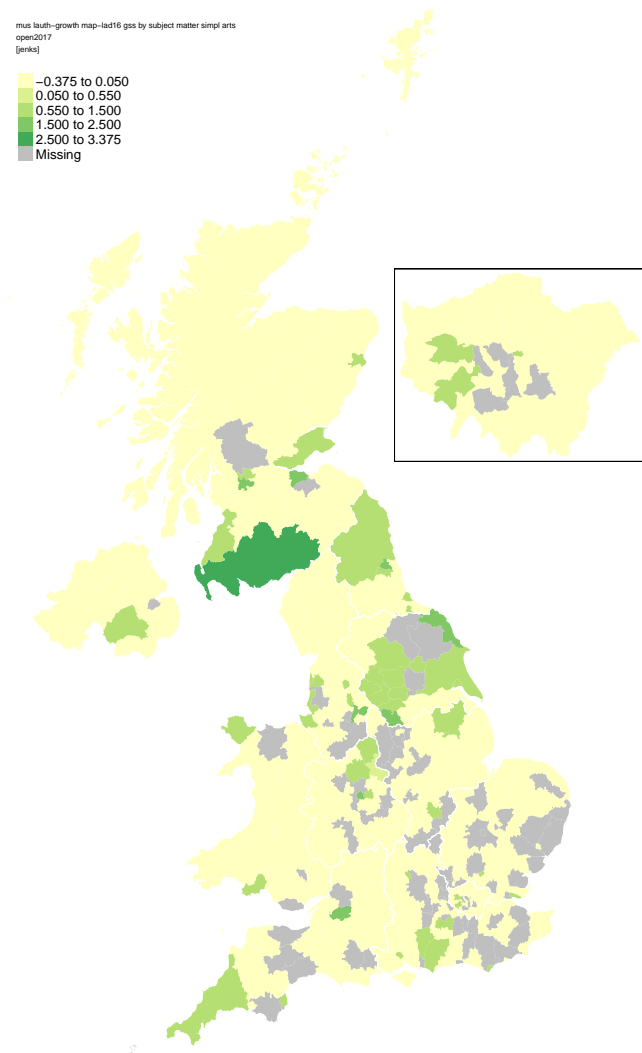 mus lauth−growth map−lad16 gss by subject matter simpl arts
open2017
[jenks]
−0.375 to 0.050
0.050 to 0.550
0.550 to 1.500
1.500 to 2.500
2.500 to 3.375
Missing